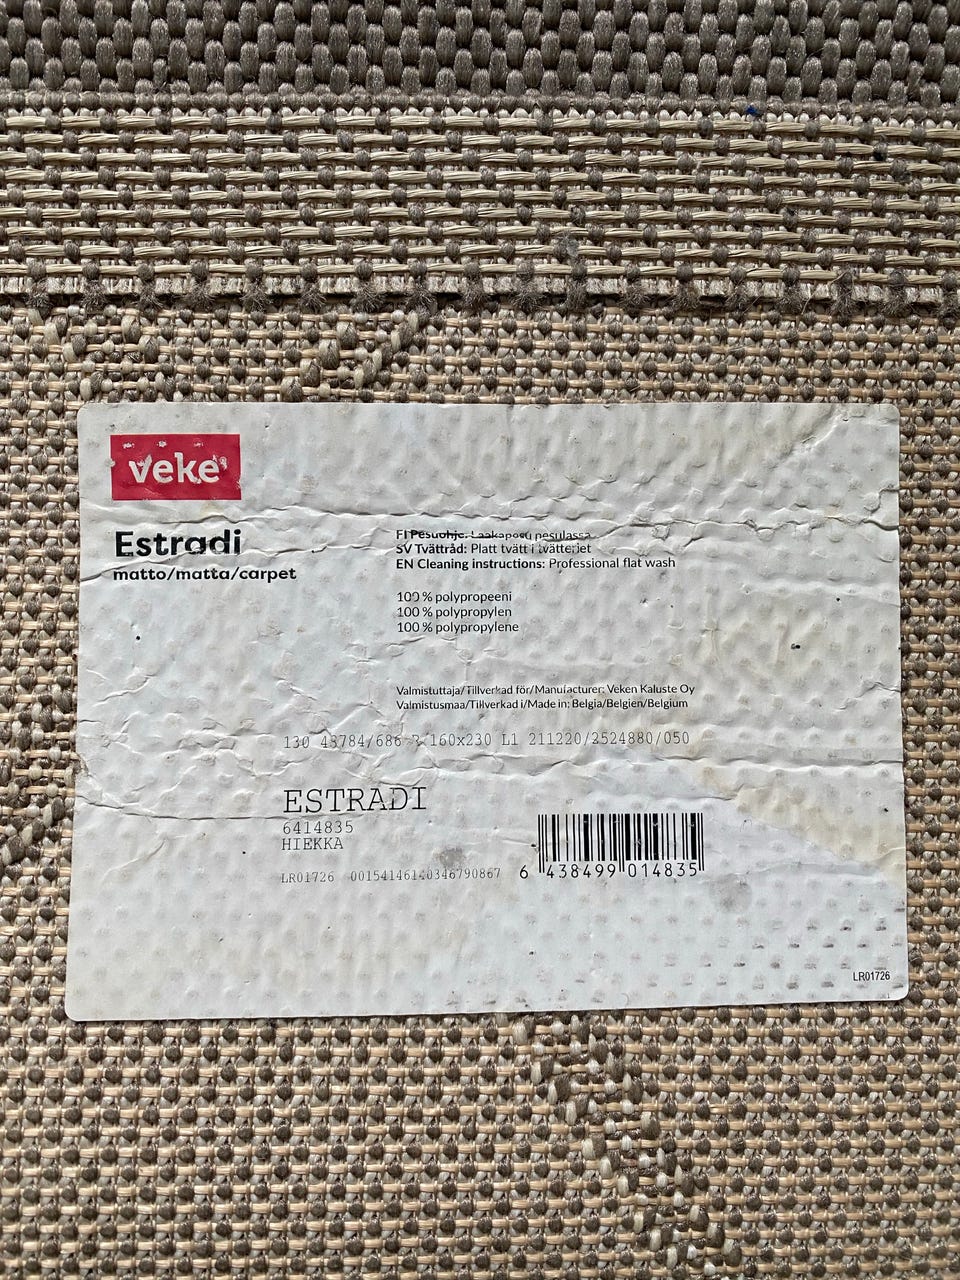 veke
Estradi
matto/matta/carpet
FI Pesuohje: Laakapesu pesulassa
SV Tvättråd: Platt tvätt i tvätteriet
EN Cleaning instructions: Professional flat wash
100 % polypropeeni
100 % polypropylen
100 % polypropylene
Valmistuttaja/Tillverkad för/Manufacturer: Veken Kaluste Oy
Valmistusmaa/Tillverkad i/Made in: Belgia/Belgien/Belgium
130 43784/686 R 160x230 L1 211220/2524880/050
ESTRADI
6414835
HIEKKA
LR01726 00154146140346790867
6 438499 014835
LR01726